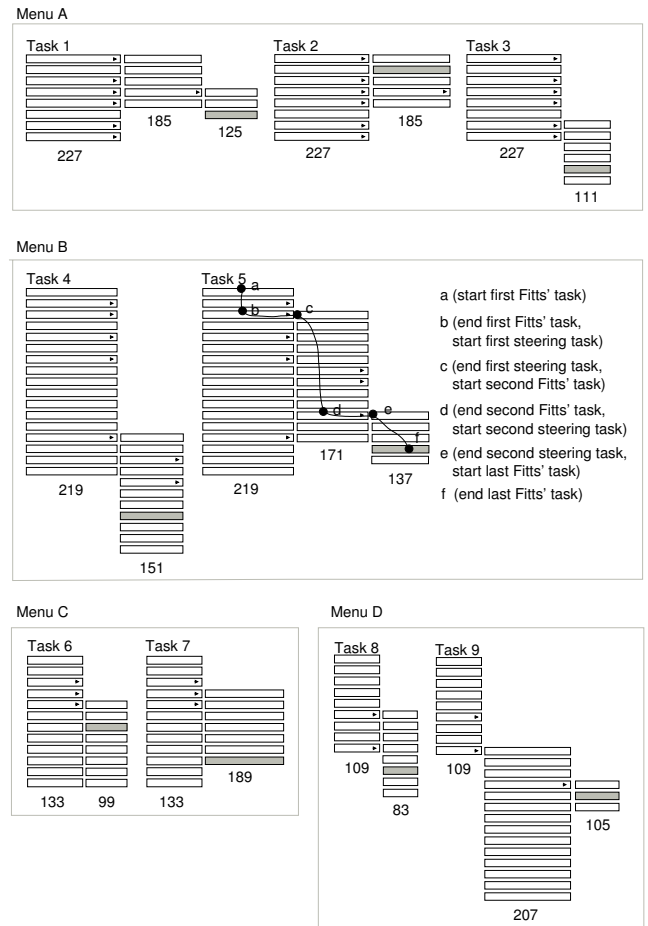 Menu A
Task 1
Task 2
Task 3
185
125
185
227
227
227
111
Menu B
Task 4
Task 5
a
b
c
d
e
f
a (start first Fitts' task)
b (end first Fitts' task,
start first steering task)
c (end first steering task,
start second Fitts' task)
d (end second Fitts' task,
start second steering task)
e (end second steering task,
start last Fitts' task)
f (end last Fitts' task)
171
137
219
219
151
Menu C
Task 6
Task 7
189
133
99
133
Menu D
Task 8
Task 9
109
109
83
105
207